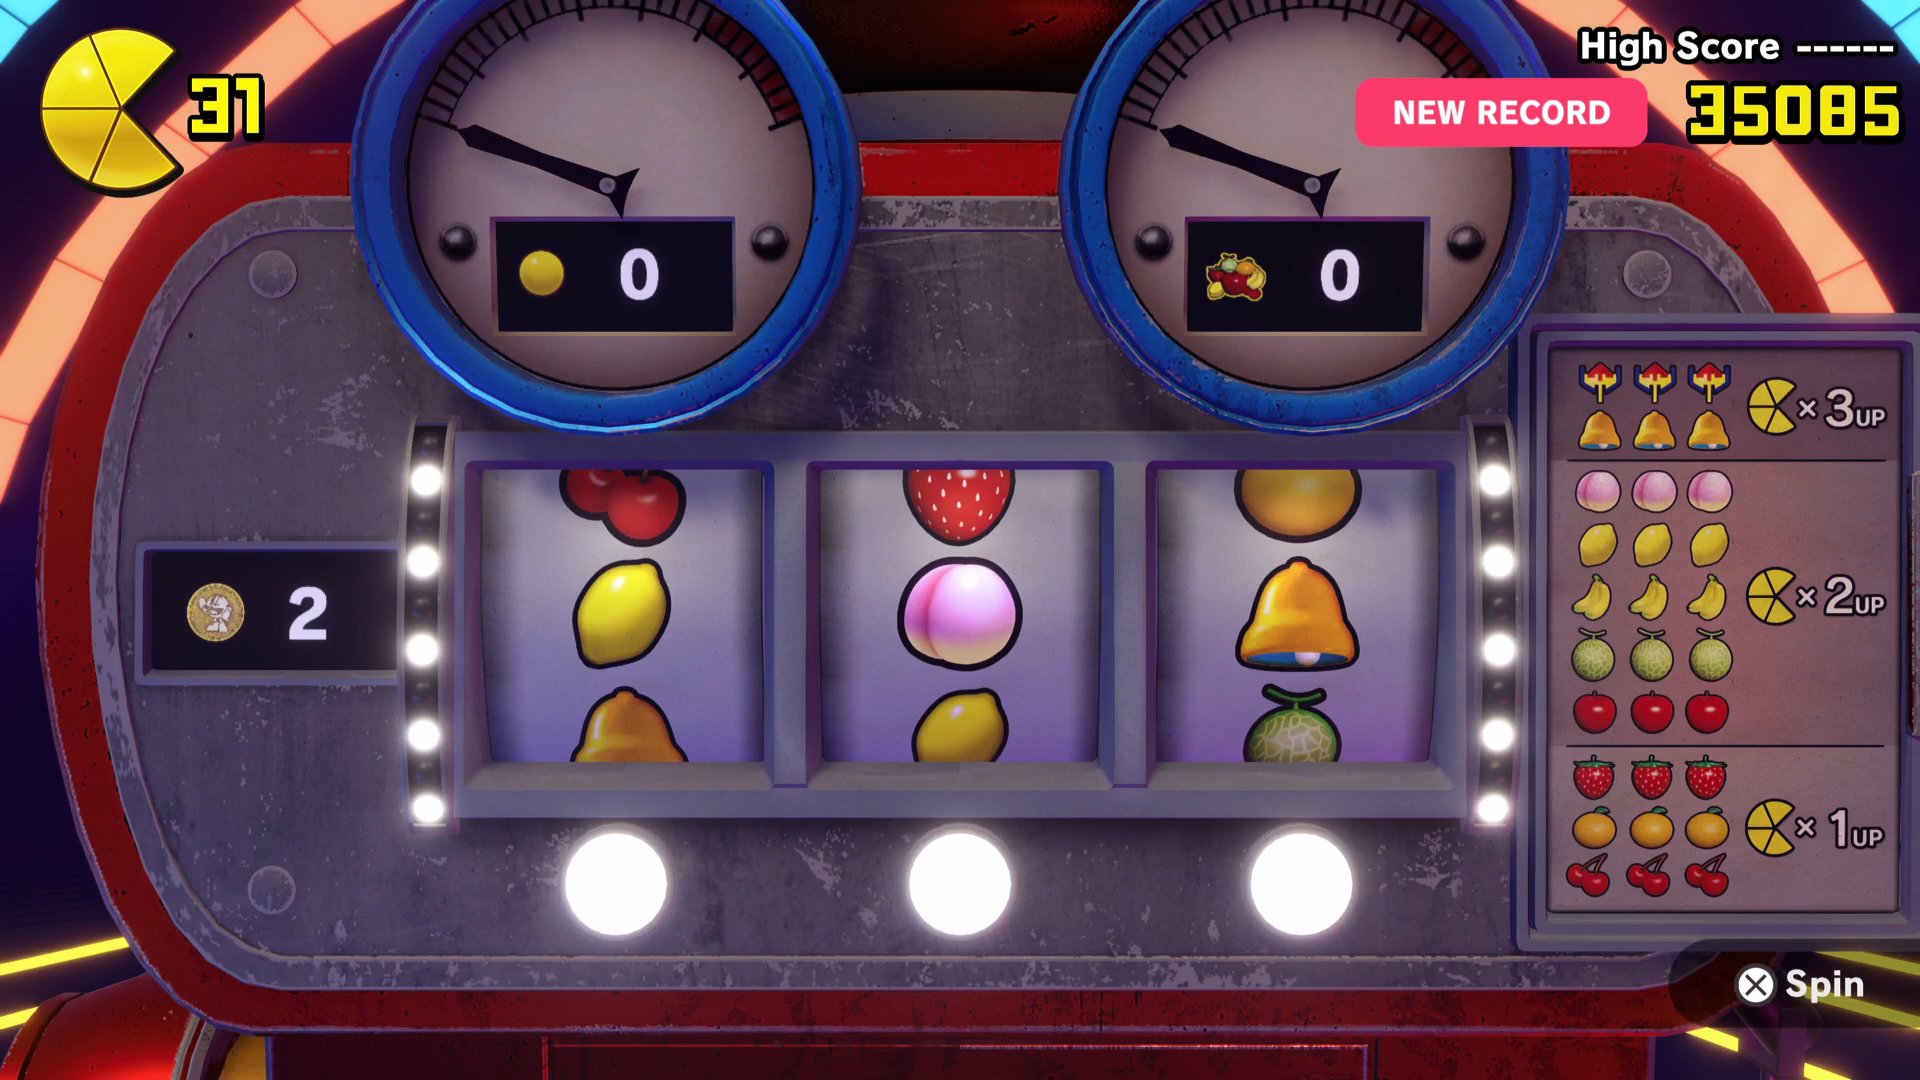 31
High Score ------
NEW RECORD
35085
0
0
2
× 3UP
× 2UP
× 1UP
Spin